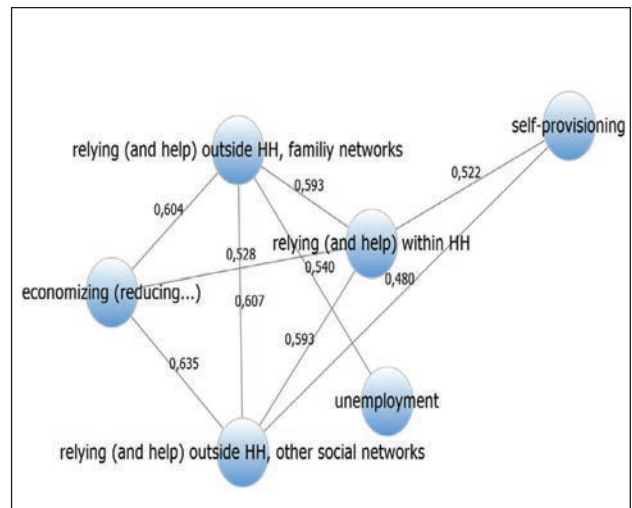 self-provisioning
relying (and help) outside HH, familiy networks
0,522
0,593
0,604
relying (and help) within HH
0,528
0,540
0,480
economizing (reducing...)
0,607
0,593
0,635
unemployment
relying (and help) outside HH, other social networks